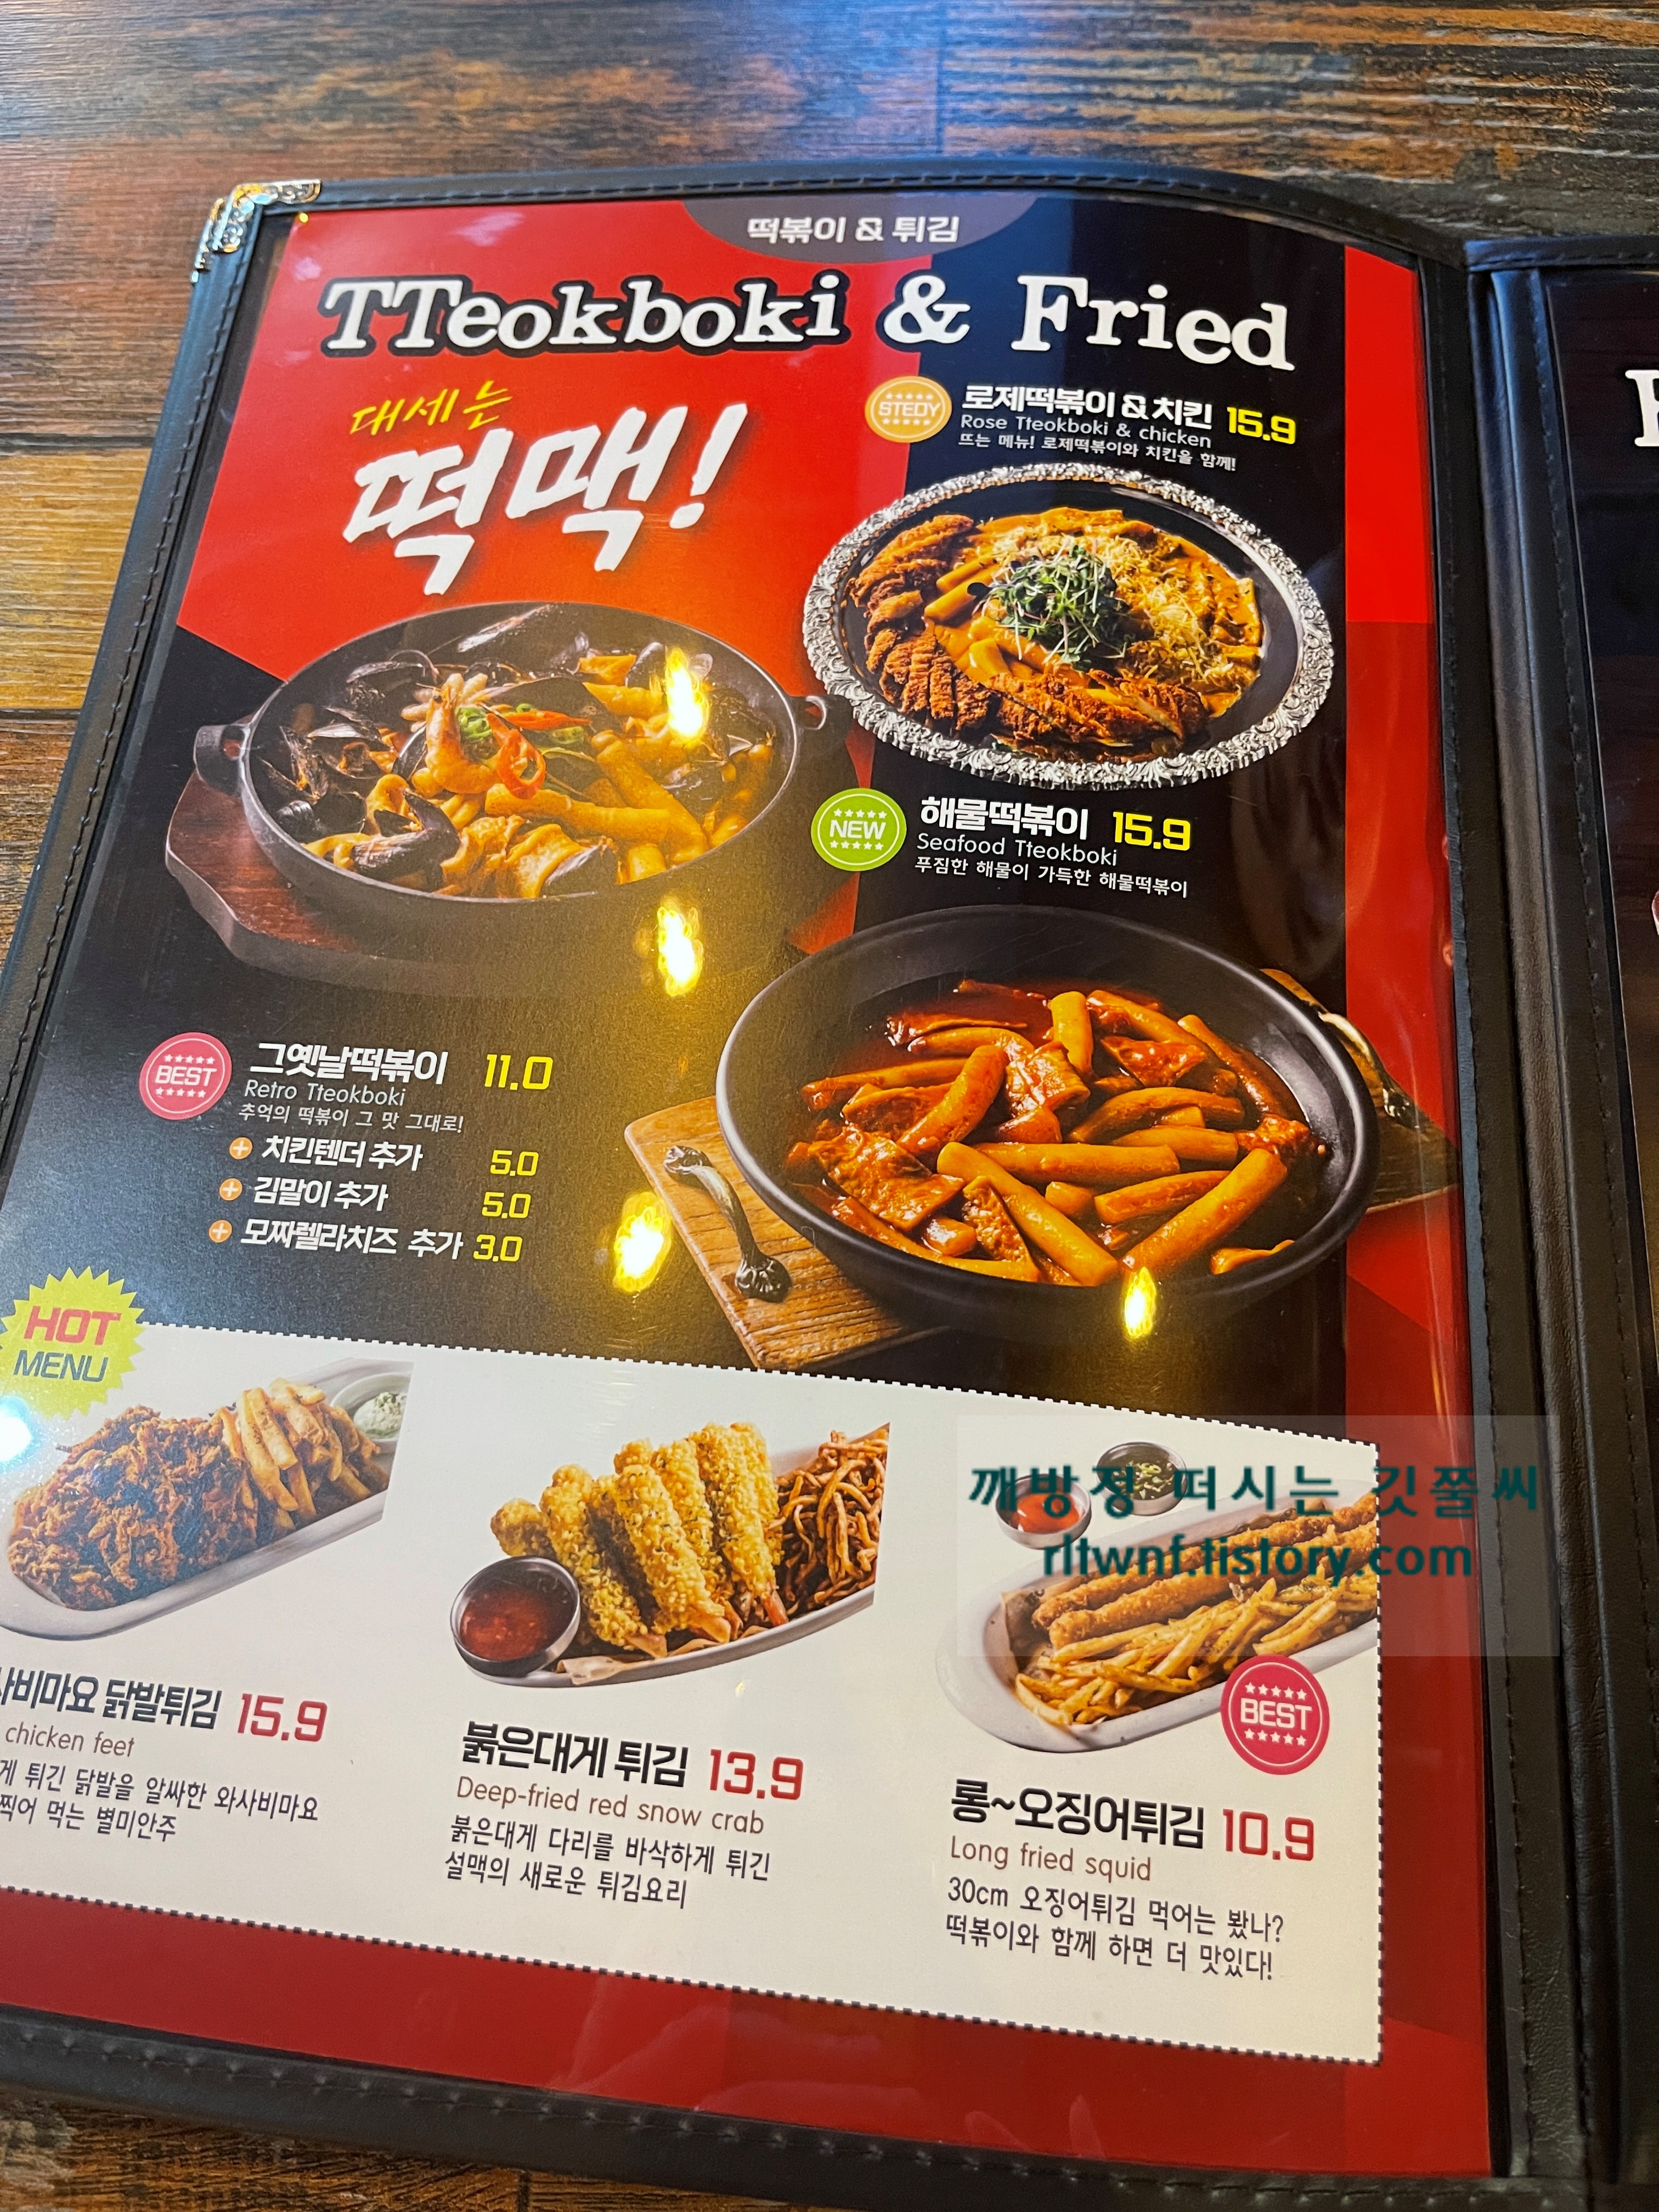 떡볶이 & 튀김
TTeokboki & Fried
대세는
떡맥!
STEDY
로제떡볶이 & 치킨 15.9
Rose Tteokboki & chicken
뜨는 메뉴! 로제떡볶이와 치킨을 함께!
NEW
해물떡볶이 15.9
Seafood Tteokboki
푸짐한 해물이 가득한 해물떡볶이
BEST
그옛날떡볶이 11.0
Retro Tteokboki
추억의 떡볶이 그 맛 그대로!
+ 치킨텐더 추가 5.0
+ 김말이 추가 5.0
+ 모짜렐라치즈 추가 3.0
HOT
MENU
사비마요 닭발튀김 15.9
chicken feet
게 튀긴 닭발을 알싸한 와사비마요
찍어 먹는 별미안주
붉은대게 튀김 13.9
Deep-fried red snow crab
붉은대게 다리를 바삭하게 튀긴
설맥의 새로운 튀김요리
BEST
롱~오징어튀김 10.9
Long fried squid
30cm 오징어튀김 먹어는 봤나?
떡볶이와 함께 하면 더 맛있다!
깨방정 떠시는 깃쭐씨
rltwnf.tistory.com